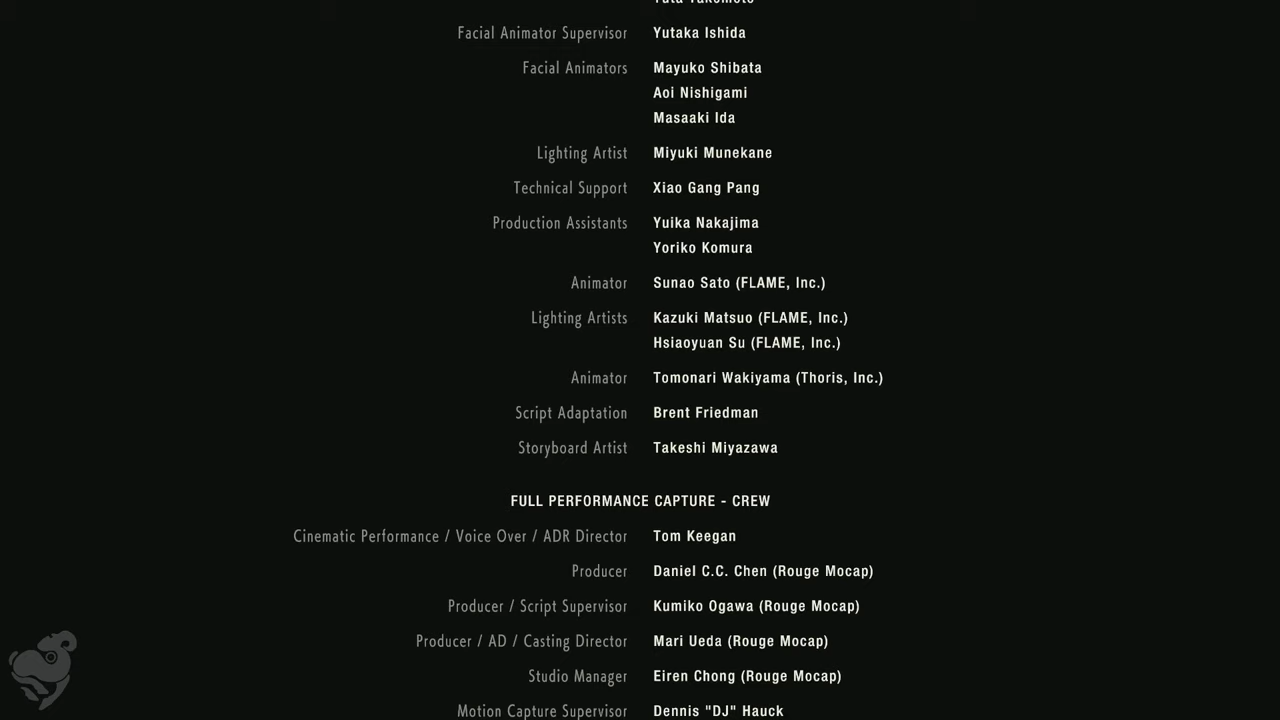 Facial Animator Supervisor Yutaka Ishida
Facial Animators Mayuko Shibata
Aoi Nishigami
Masaaki Ida
Lighting Artist Miyuki Munekane
Technical Support Xiao Gang Pang
Production Assistants Yuika Nakajima
Yoriko Komura
Animator Sunao Sato (FLAME, Inc.)
Lighting Artists Kazuki Matsuo (FLAME, Inc.)
Hsiaoyuan Su (FLAME, Inc.)
Animator Tomonari Wakiyama (Thoris, Inc.)
Script Adaptation Brent Friedman
Storyboard Artist Takeshi Miyazawa
FULL PERFORMANCE CAPTURE - CREW
Cinematic Performance / Voice Over / ADR Director Tom Keegan
Producer Daniel C.C. Chen (Rouge Mocap)
Producer / Script Supervisor Kumiko Ogawa (Rouge Mocap)
Producer / AD / Casting Director Mari Ueda (Rouge Mocap)
Studio Manager Eiren Chong (Rouge Mocap)
Motion Capture Supervisor Dennis "DJ" Hauck